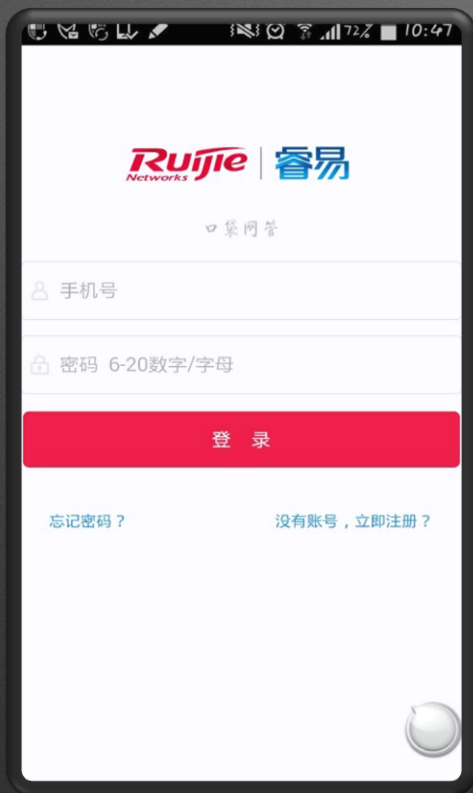 72% 10:47
Ruijie Networks 睿易
口袋网管
手机号
密码 6-20数字/字母
登 录
忘记密码？ 没有账号，立即注册？